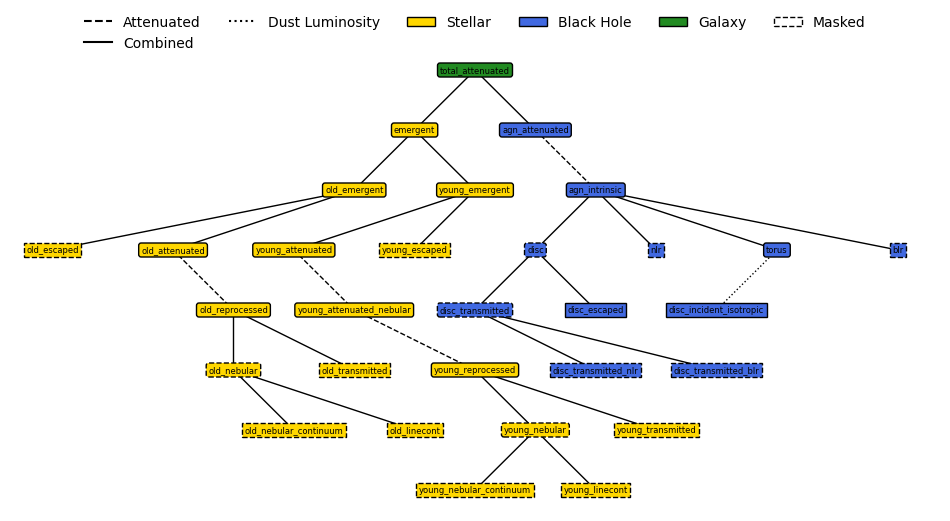 Attenuated Dust Luminosity Stellar Black Hole Galaxy Masked
Combined
total_attenuated
emergent agn_attenuated
old_emergent young_emergent agn_intrinsic
old_escaped old_attenuated young_attenuated young_escaped disc nlr torus blr
old_reprocessed young_attenuated_nebular disc_transmitted disc_escaped disc_incident_isotropic
old_nebular old_transmitted young_reprocessed disc_transmitted_nlr disc_transmitted_blr
old_nebular_continuum old_linecont young_nebular young_transmitted
young_nebular_continuum young_linecont